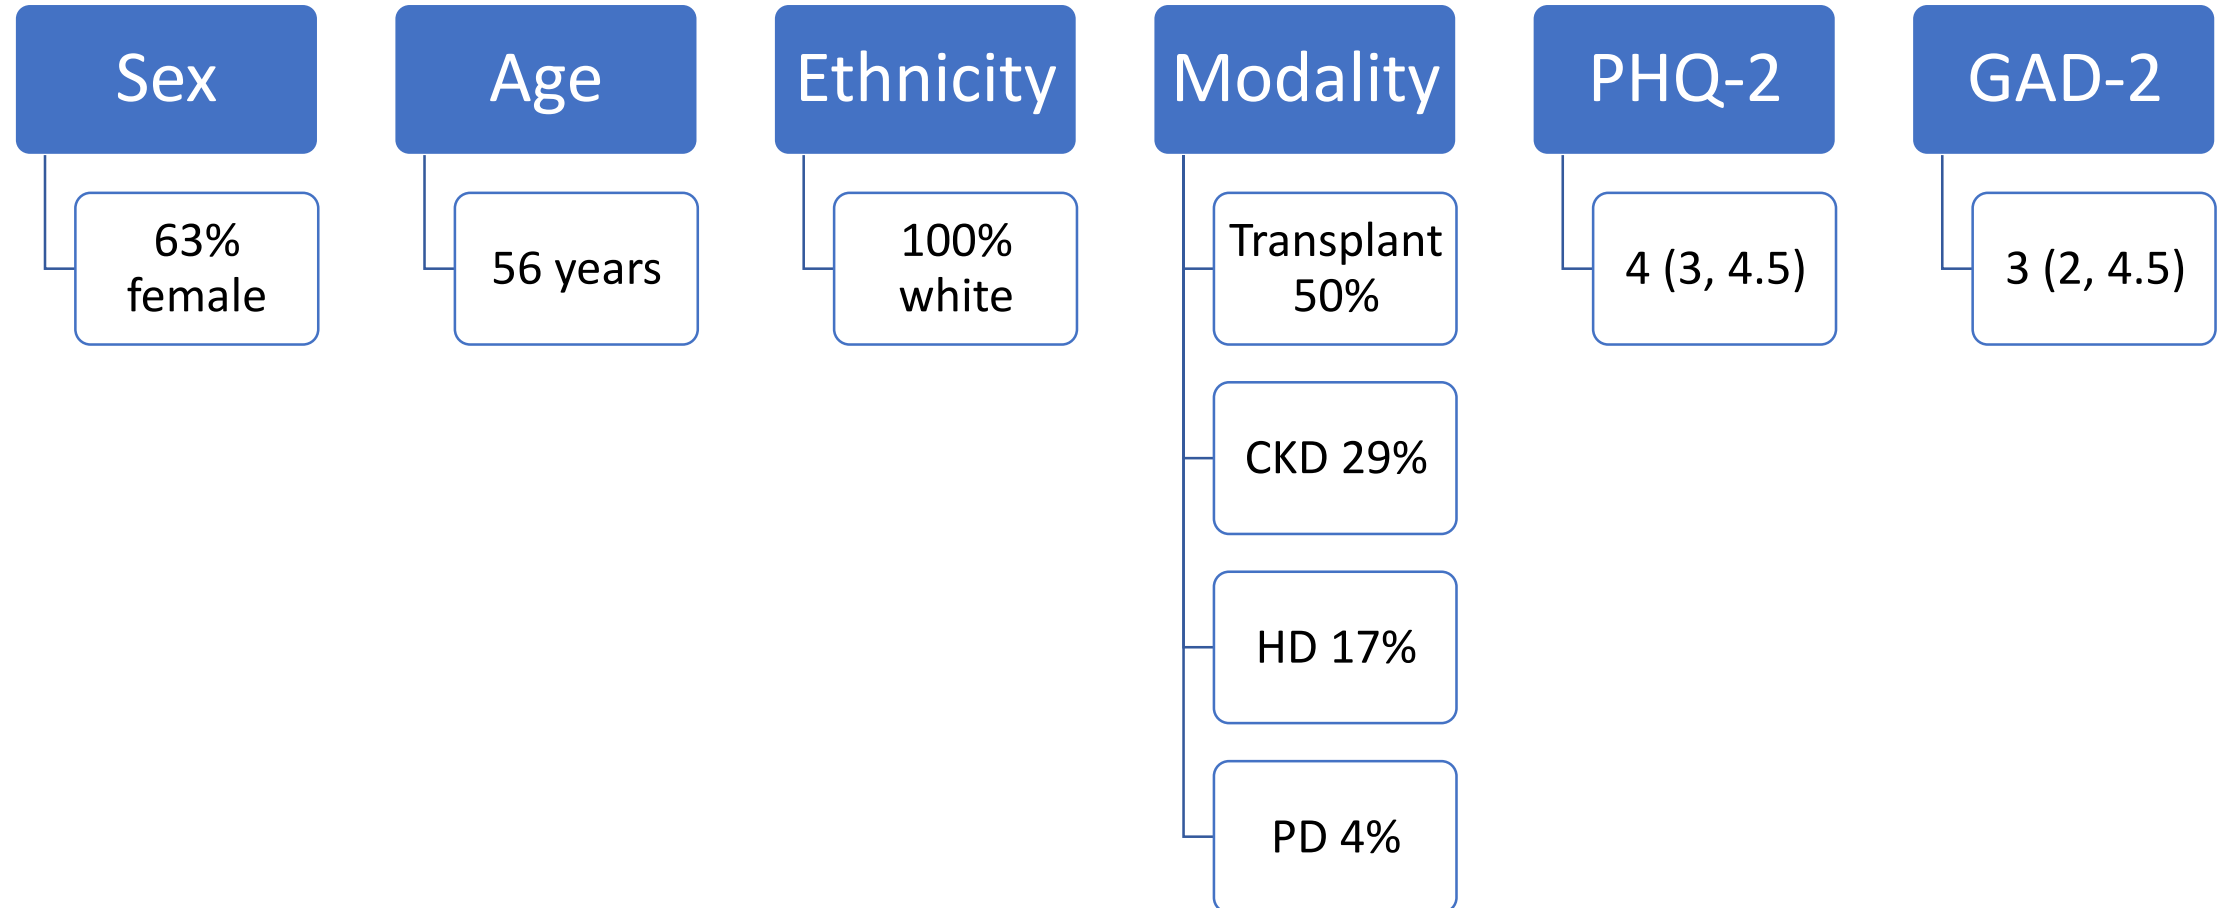 Sex
63%
female
Age
56 years
Ethnicity
100%
white
Modality
Transplant
50%
CKD 29%
HD 17%
PD 4%
PHQ-2
4 (3, 4.5)
GAD-2
3 (2, 4.5)